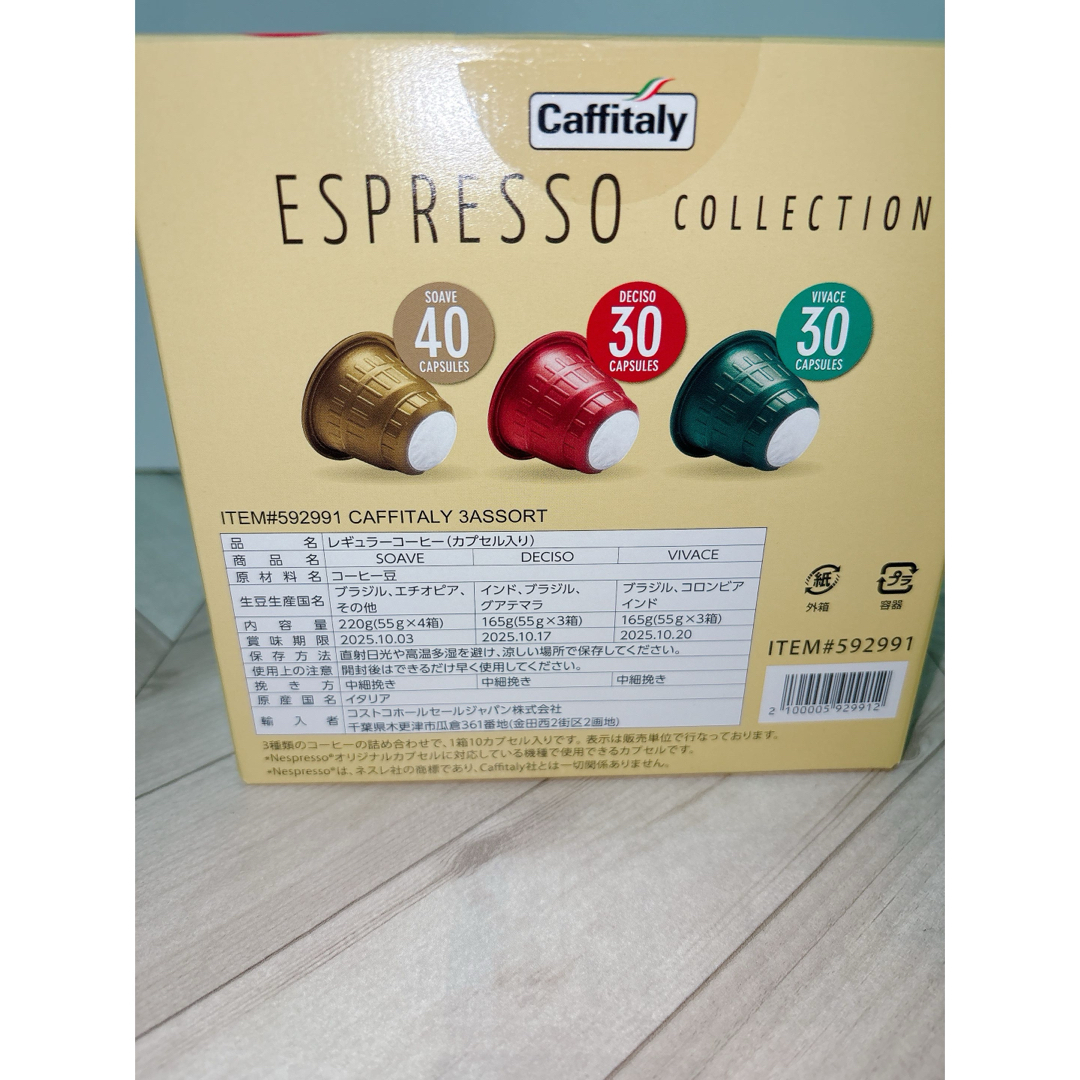 Caffitaly
ESPRESSO COLLECTION
SOAVE
40
CAPSULES
DECISO
30
CAPSULES
VIVACE
30
CAPSULES
ITEM#592991 CAFFITALY 3ASSORT
品名 レギュラーコーヒー(カプセル入り)
商品名 SOAVE DECISO VIVACE
原材料名 コーヒー豆
生豆生産国名 ブラジル、エチオピア、その他 インド、ブラジル、グアテマラ ブラジル、コロンビア インド
内容量 220g(55g×4箱) 165g(55g×3箱) 165g(55g×3箱)
賞味期限 2025.10.03 2025.10.17 2025.10.20
保存方法 直射日光や高温多湿を避け、涼しい場所で保存してください。
使用上の注意 開封後はできるだけ早く使用してください。
挽き方 中細挽き 中細挽き 中細挽き
原産国名 イタリア
輸入者 コストコホールセールジャパン株式会社
千葉県木更津市瓜倉361番地(金田西2街区2画地)
3種類のコーヒーの詰め合わせで、1箱10カプセル入りです。表示は販売単位で行なっております。
*Nespresso®オリジナルカプセルに対応している機種で使用できるカプセルです。
*Nespresso®は、ネスレ社の商標であり、Caffitaly社とは一切関係ありません。
紙
外箱
プラ
容器
ITEM#592991
2 100005 929912